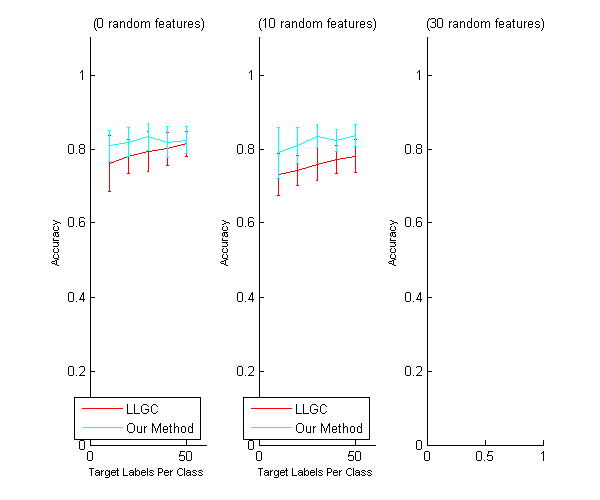 (0 random features)
(10 random features)
(30 random features)
Accuracy
1
0.8
0.6
0.4
0.2
0
LLGC
Our Method
0 50
Target Labels Per Class
Accuracy
1
0.8
0.6
0.4
0.2
0
LLGC
Our Method
0 50
Target Labels Per Class
Accuracy
1
0.8
0.6
0.4
0.2
0
0 0.5 1